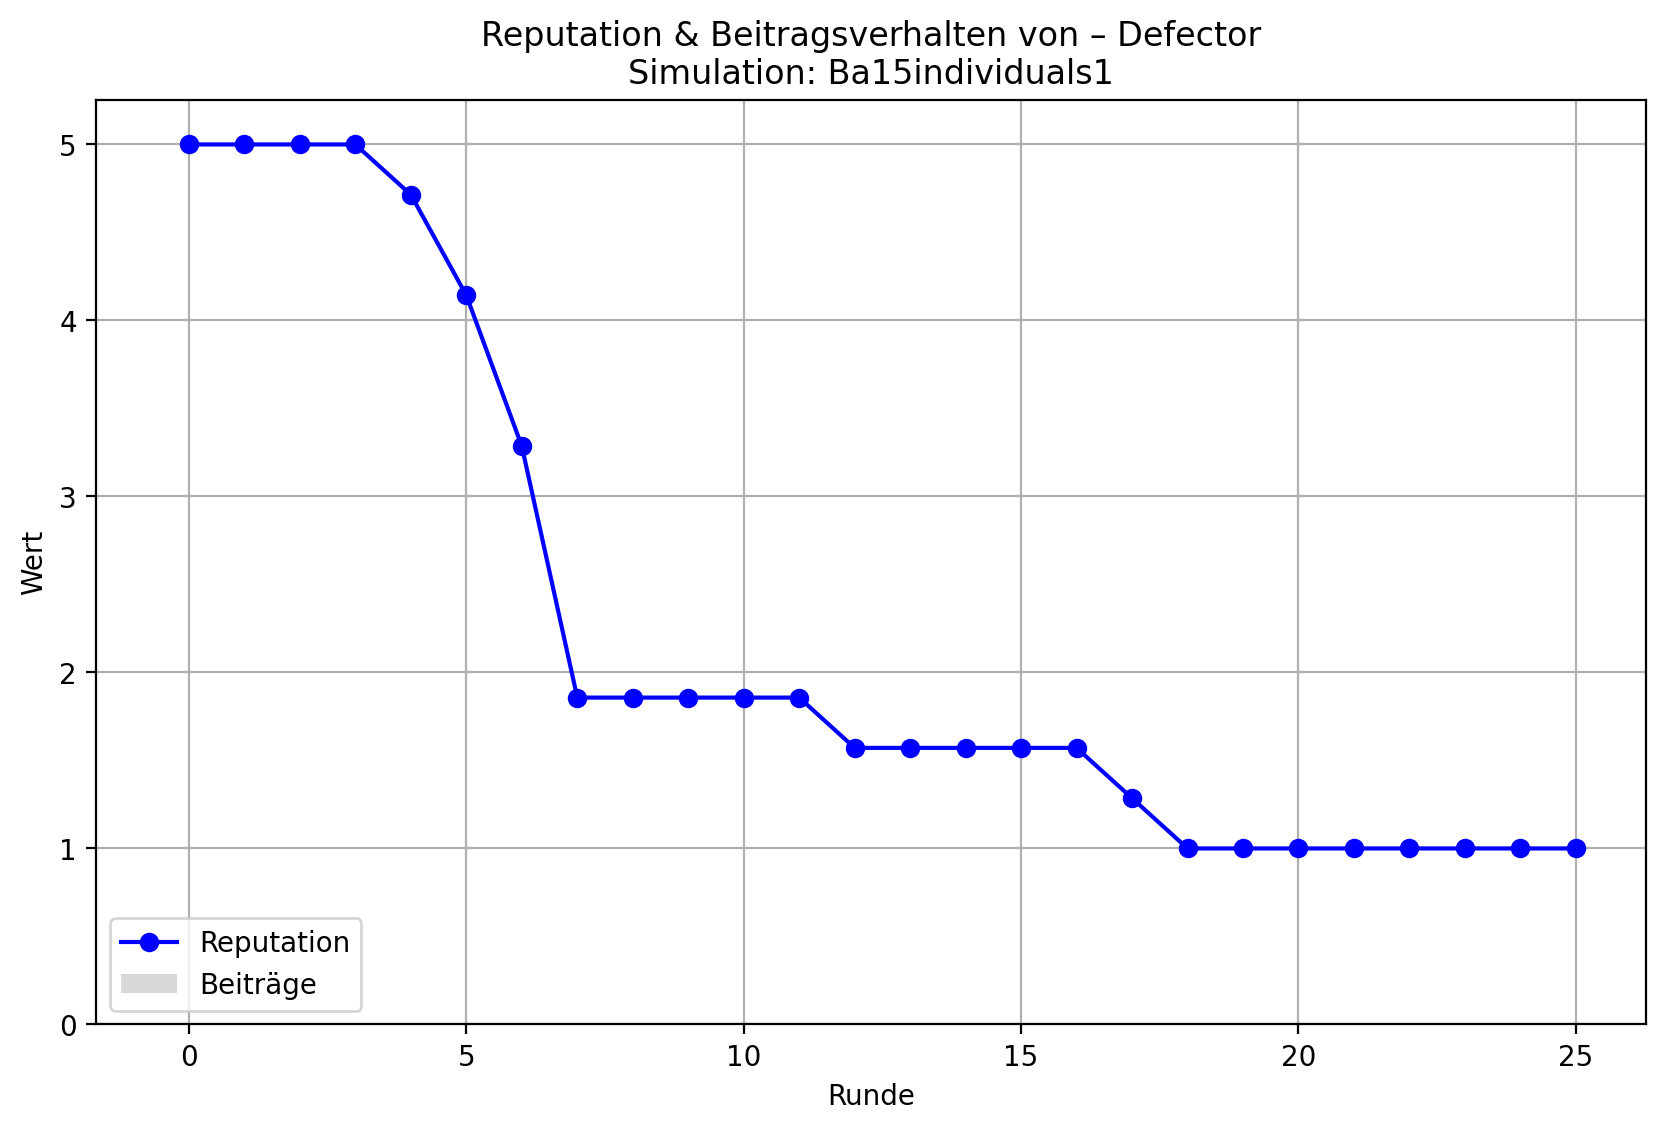 Reputation & Beitragsverhalten von – Defector
Simulation: Ba15individuals1
Wert
5
4
3
2
1
0
Reputation
Beiträge
0 5 10 15 20 25
Runde